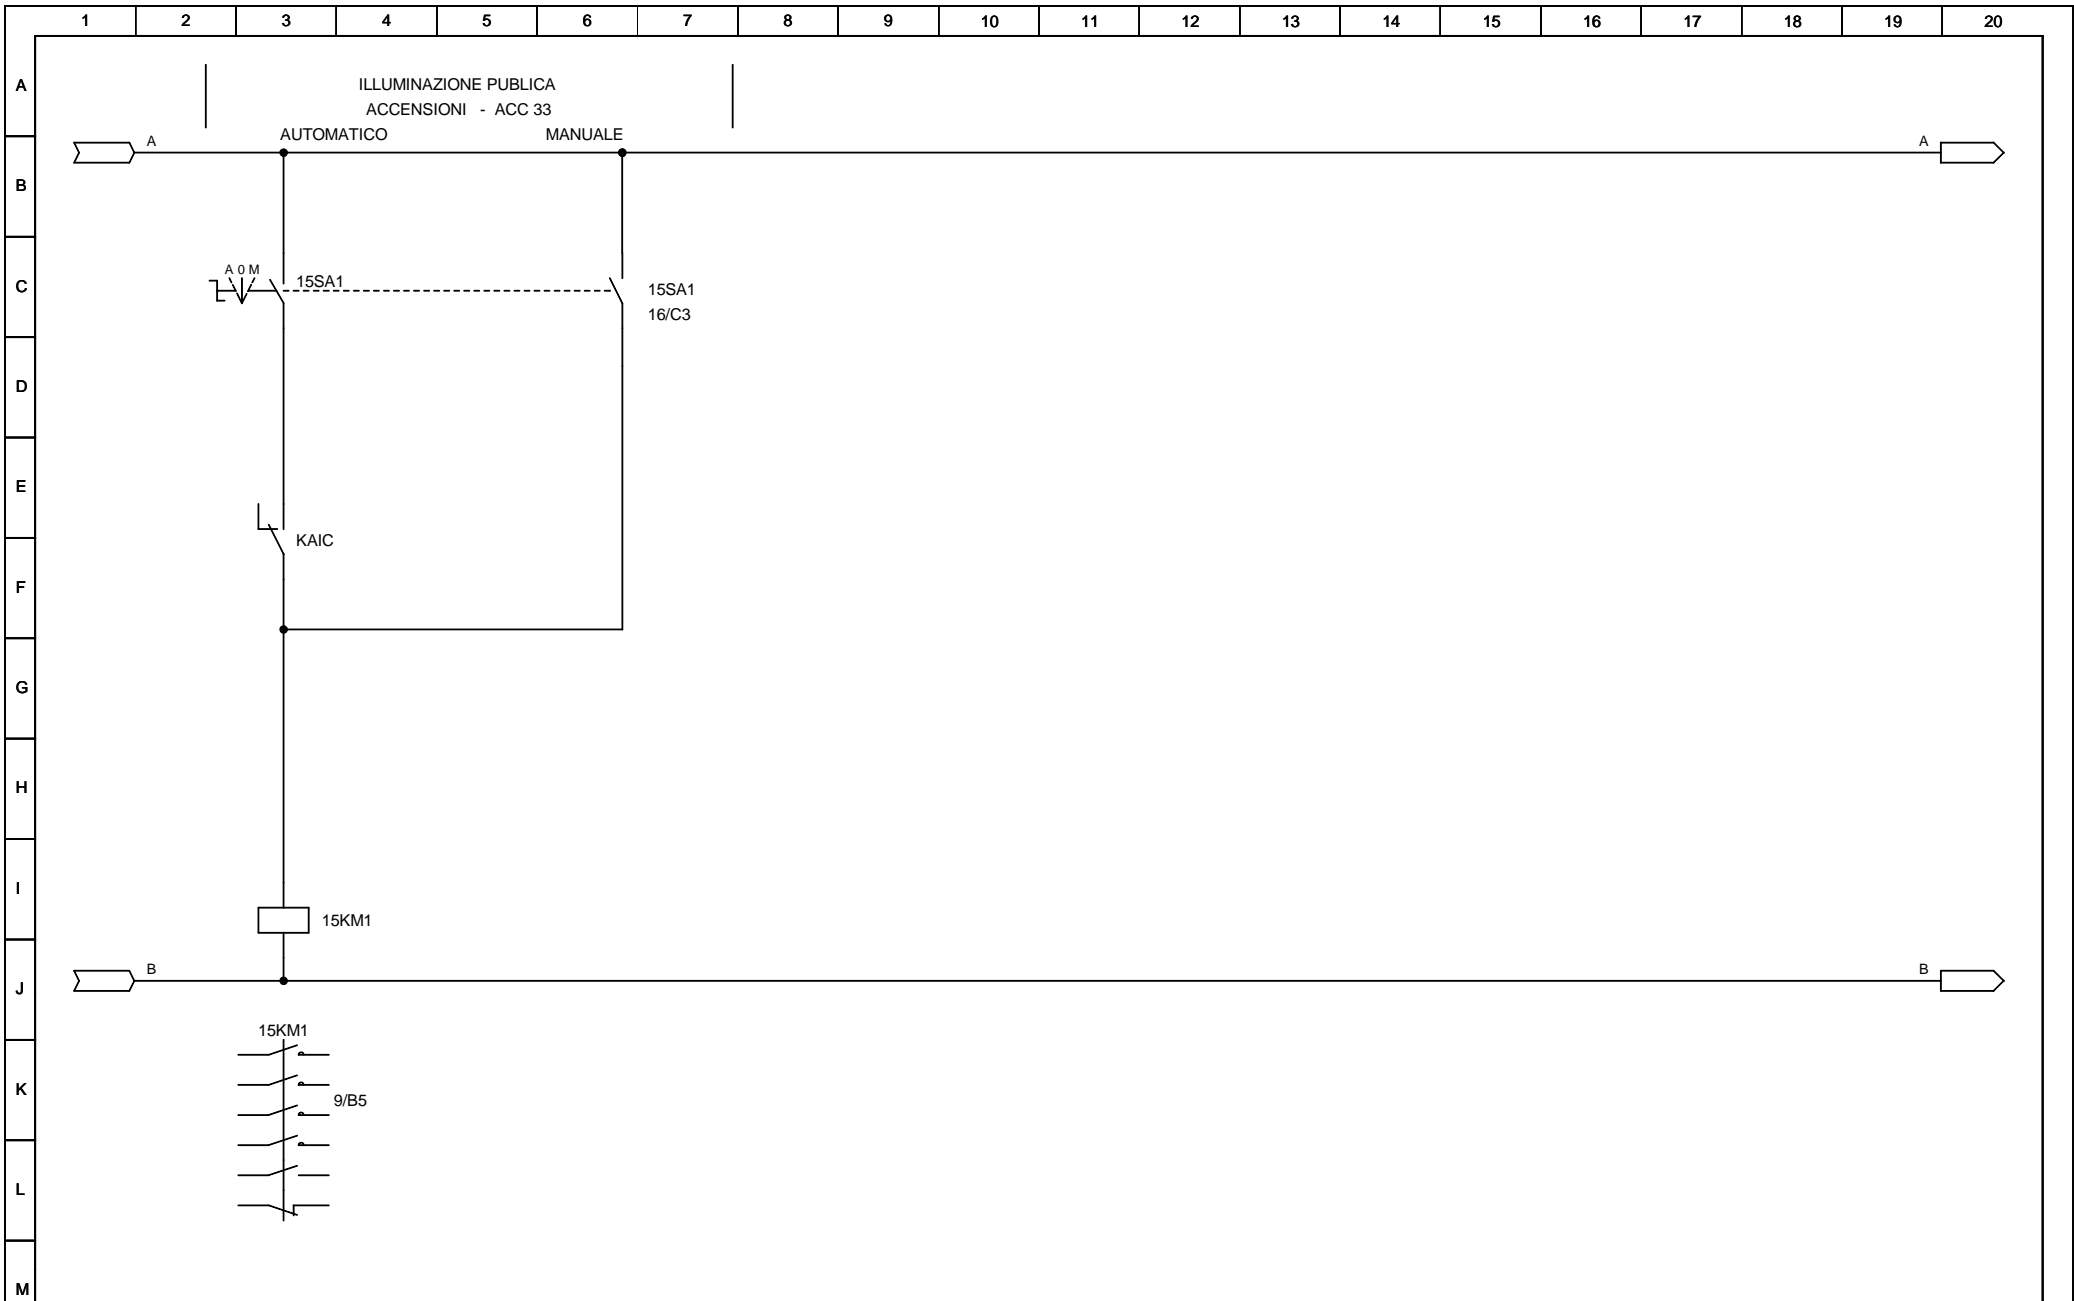 1 2 3 4 5 6 7 8 9 10 11 12 13 14 15 16 17 18 19 20
A
ILLUMINAZIONE PUBLICA
ACCENSIONI - ACC 33
AUTOMATICO MANUALE
A A
B
A 0 M
C
15SA1
15SA1
16/C3
D
E
KAIC
F
G
H
I
15KM1
B B
J
15KM1
K
9/B5
L
M